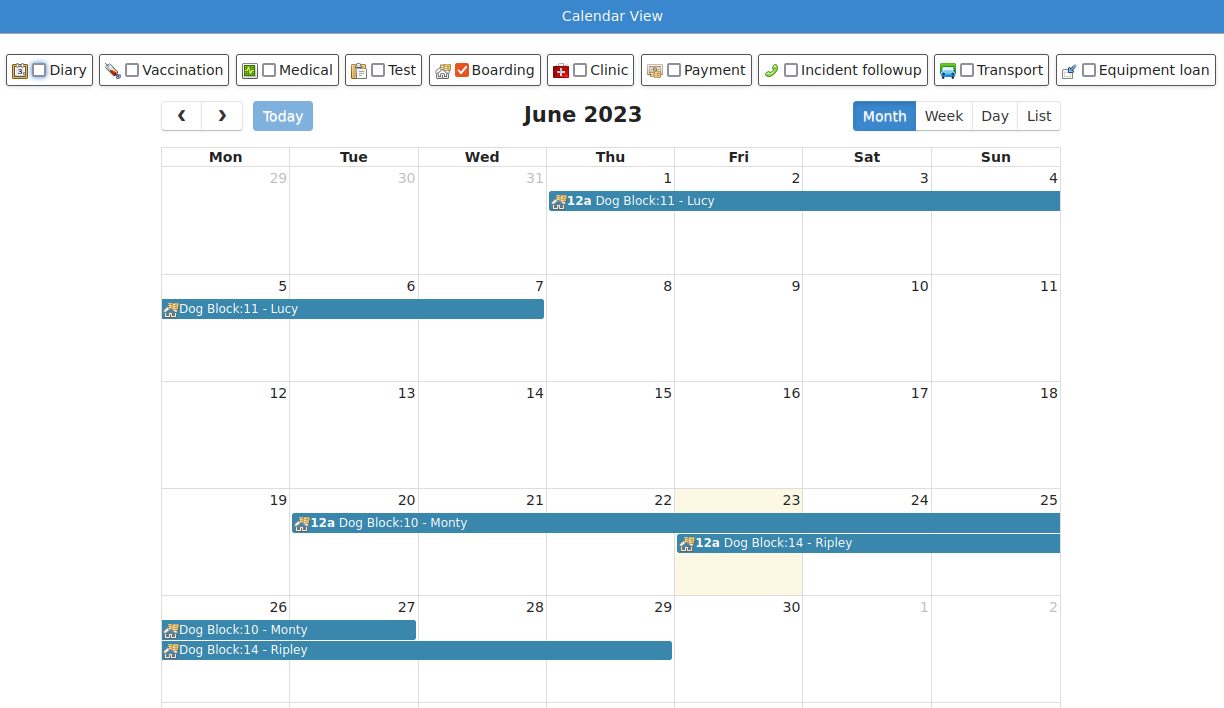 Calendar View
Diary Vaccination Medical Test Boarding Clinic Payment Incident followup Transport Equipment loan
Today June 2023 Month Week Day List
Mon Tue Wed Thu Fri Sat Sun
29 30 31 1 2 3 4
12a Dog Block:11 - Lucy
5 6 7 8 9 10 11
Dog Block:11 - Lucy
12 13 14 15 16 17 18
19 20 21 22 23 24 25
12a Dog Block:10 - Monty
12a Dog Block:14 - Ripley
26 27 28 29 30 1 2
Dog Block:10 - Monty
Dog Block:14 - Ripley